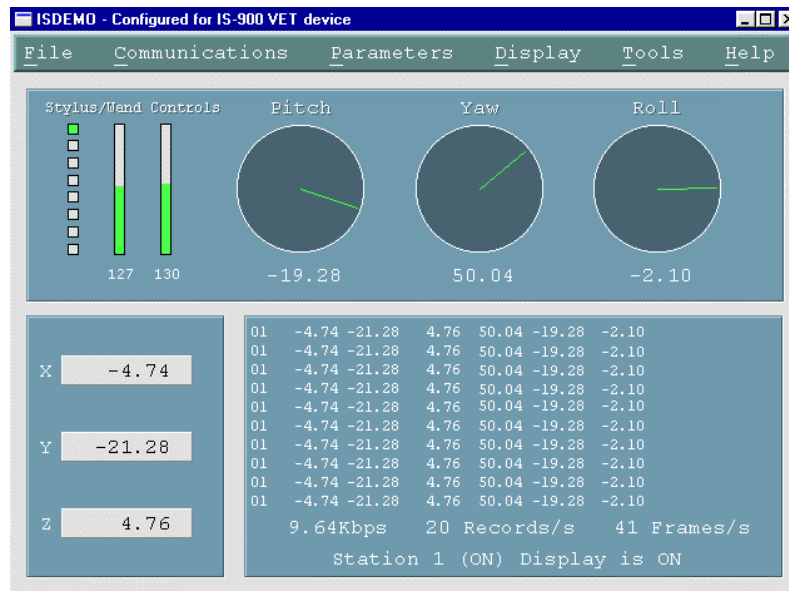 ISDEMO - Configured for IS-900 VET device
File Communications Parameters Display Tools Help
Stylus/Wand Controls Pitch Yaw Roll
127 130 -19.28 50.04 -2.10
X -4.74
Y -21.28
Z 4.76
01 -4.74 -21.28 4.76 50.04 -19.28 -2.10
01 -4.74 -21.28 4.76 50.04 -19.28 -2.10
01 -4.74 -21.28 4.76 50.04 -19.28 -2.10
01 -4.74 -21.28 4.76 50.04 -19.28 -2.10
01 -4.74 -21.28 4.76 50.04 -19.28 -2.10
01 -4.74 -21.28 4.76 50.04 -19.28 -2.10
01 -4.74 -21.28 4.76 50.04 -19.28 -2.10
01 -4.74 -21.28 4.76 50.04 -19.28 -2.10
01 -4.74 -21.28 4.76 50.04 -19.28 -2.10
01 -4.74 -21.28 4.76 50.04 -19.28 -2.10
9.64Kbps 20 Records/s 41 Frames/s
Station 1 (ON) Display is ON